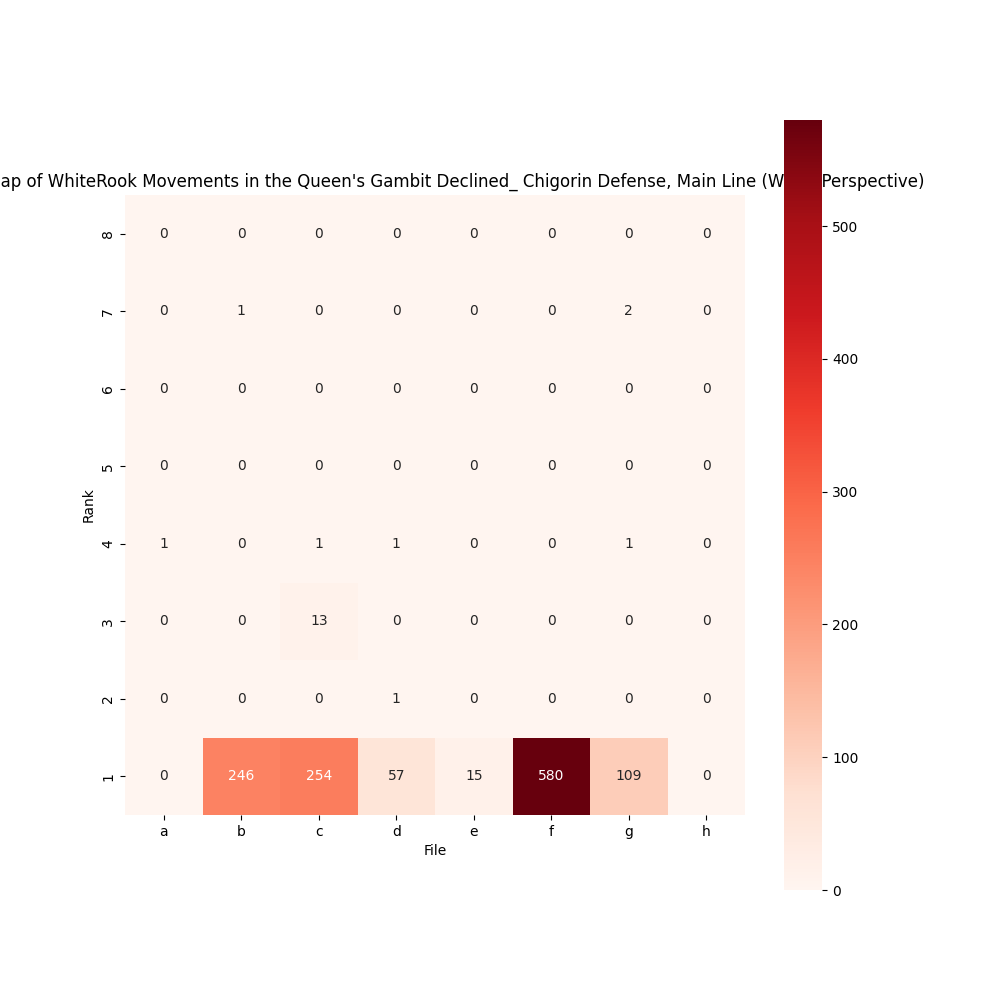 ap of WhiteRook Movements in the Queen's Gambit Declined_ Chigorin Defense, Main Line (W Perspective)
500
400
300
200
100
0
8 0 0 0 0 0 0 0 0
7 0 1 0 0 0 0 2 0
6 0 0 0 0 0 0 0 0
5 0 0 0 0 0 0 0 0
4 1 0 1 1 0 0 1 0
3 0 0 13 0 0 0 0 0
2 0 0 0 1 0 0 0 0
1 0 246 254 57 15 580 109 0
a b c d e f g h
File
Rank